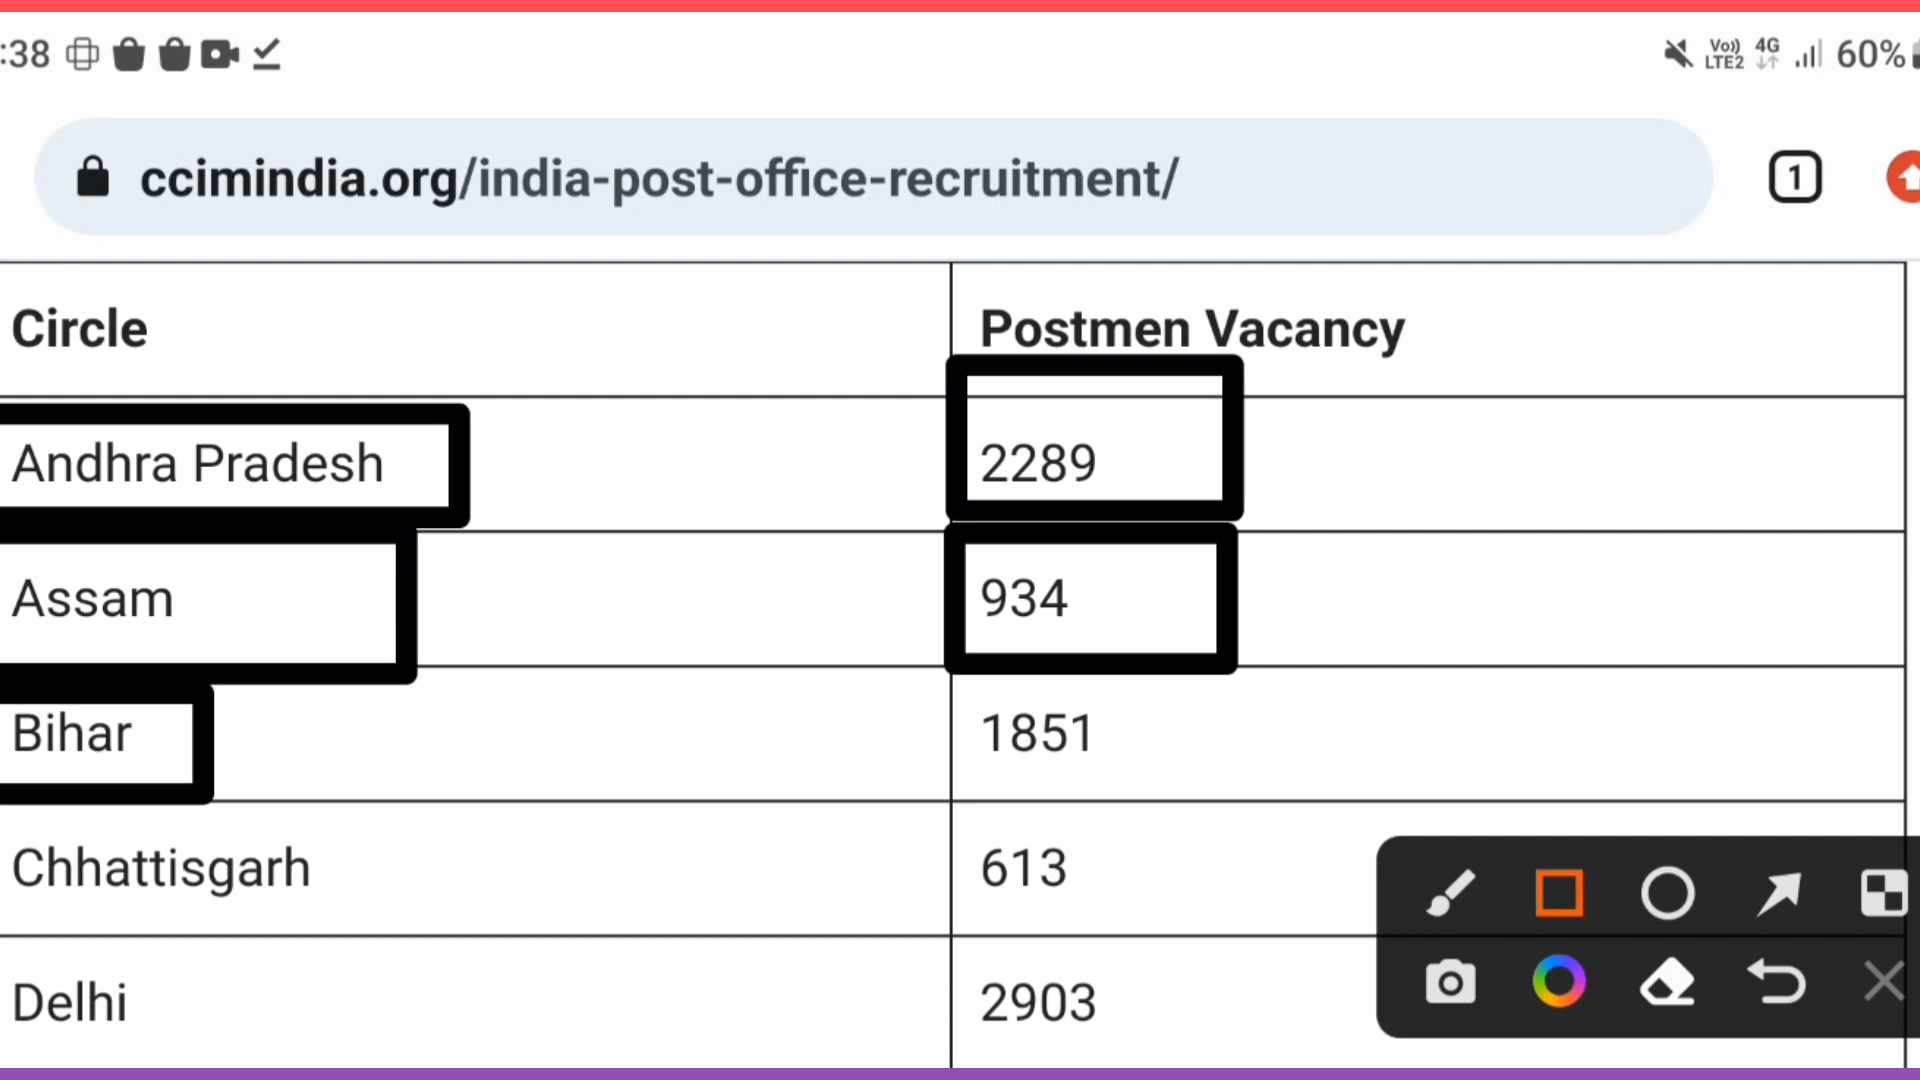 :38 Vo)) LTE2 4G 60%
ccimindia.org/india-post-office-recruitment/ 1
Circle Postmen Vacancy
Andhra Pradesh 2289
Assam 934
Bihar 1851
Chhattisgarh 613
Delhi 2903